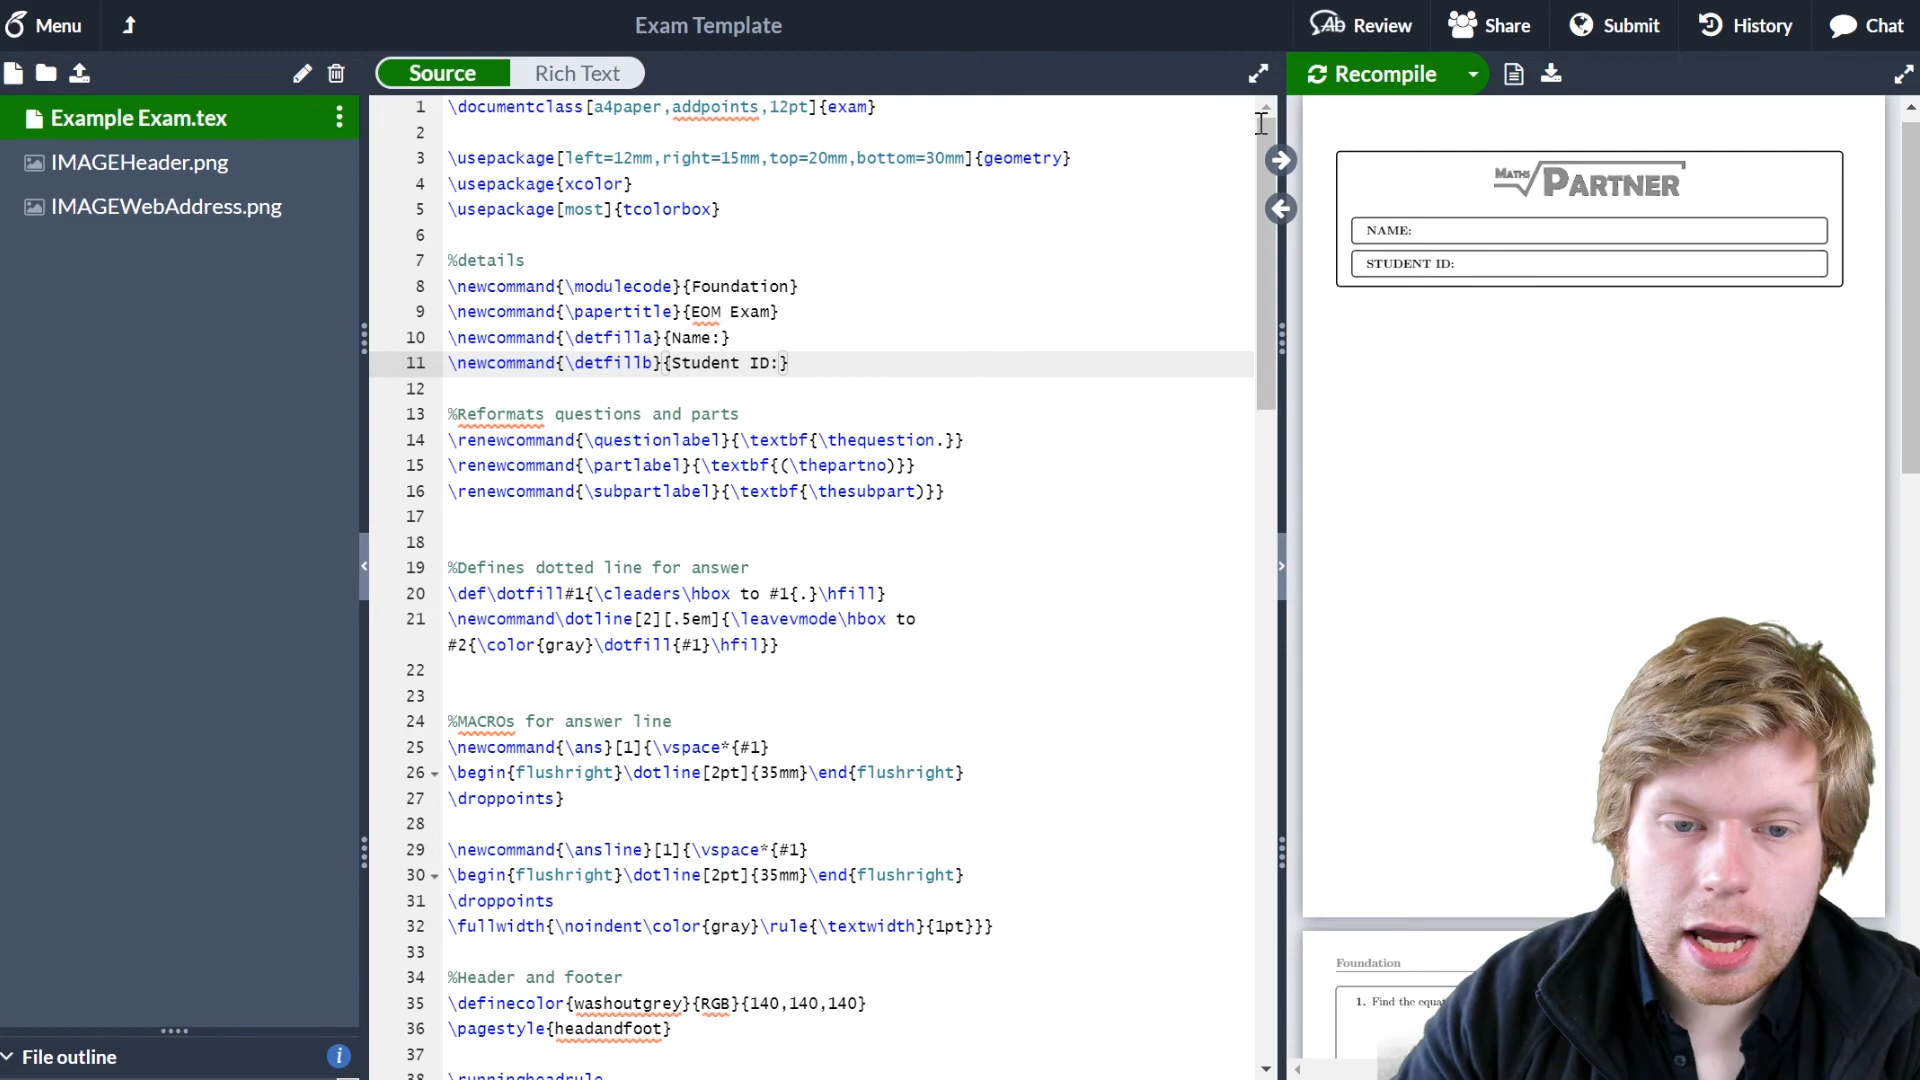 Menu
Exam Template
Review
Share
Submit
History
Chat
Source
Rich Text
Recompile
Example Exam.tex
IMAGEHeader.png
IMAGEWebAddress.png
File outline
1 \documentclass[a4paper,addpoints,12pt]{exam}
2
3 \usepackage[left=12mm,right=15mm,top=20mm,bottom=30mm]{geometry}
4 \usepackage{xcolor}
5 \usepackage[most]{tcolorbox}
6
7 %details
8 \newcommand{\modulecode}{Foundation}
9 \newcommand{\papertitle}{EOM Exam}
10 \newcommand{\detfilla}{Name:}
11 \newcommand{\detfillb}{Student ID:}
12
13 %Reformats questions and parts
14 \renewcommand{\questionlabel}{\textbf{\thequestion.}}
15 \renewcommand{\partlabel}{\textbf{(\thepartno)}}
16 \renewcommand{\subpartlabel}{\textbf{\thesubpart)}}
17
18
19 %Defines dotted line for answer
20 \def\dotfill#1{\cleaders\hbox to #1{.}\hfill}
21 \newcommand\dotline[2][.5em]{\leavevmode\hbox to
#2{\color{gray}\dotfill{#1}\hfil}}
22
23
24 %MACROs for answer line
25 \newcommand{\ans}[1]{\vspace*{#1}
26 \begin{flushright}\dotline[2pt]{35mm}\end{flushright}
27 \droppoints}
28
29 \newcommand{\ansline}[1]{\vspace*{#1}
30 \begin{flushright}\dotline[2pt]{35mm}\end{flushright}
31 \droppoints
32 \fullwidth{\noindent\color{gray}\rule{\textwidth}{1pt}}}
33
34 %Header and footer
35 \definecolor{washoutgrey}{RGB}{140,140,140}
36 \pagestyle{headandfoot}
37
38 \runningheadrule
MATHS PARTNER
NAME:
STUDENT ID:
Foundation
1. Find the equa